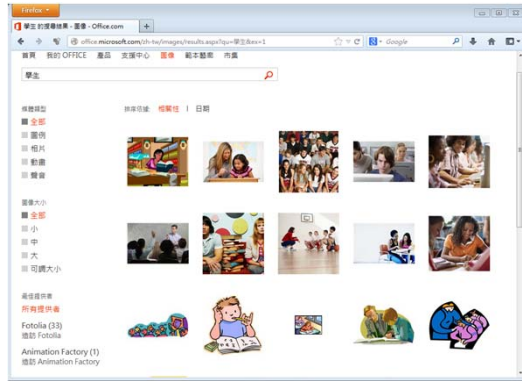 Firefox
學生 的搜尋結果 - 圖像 - Office.com
office.microsoft.com/zh-tw/images/results.aspx?qu=學生&ex=1
Google
首頁 我的 OFFICE 產品 支援中心 圖像 範本藝廊 市集
學生
媒體類型
全部
圖例
相片
動畫
聲音
排序依據: 相關性 | 日期
圖像大小
全部
小
中
大
可調大小
最佳提供者
所有提供者
Fotolia (33)
造訪 Fotolia
Animation Factory (1)
造訪 Animation Factory